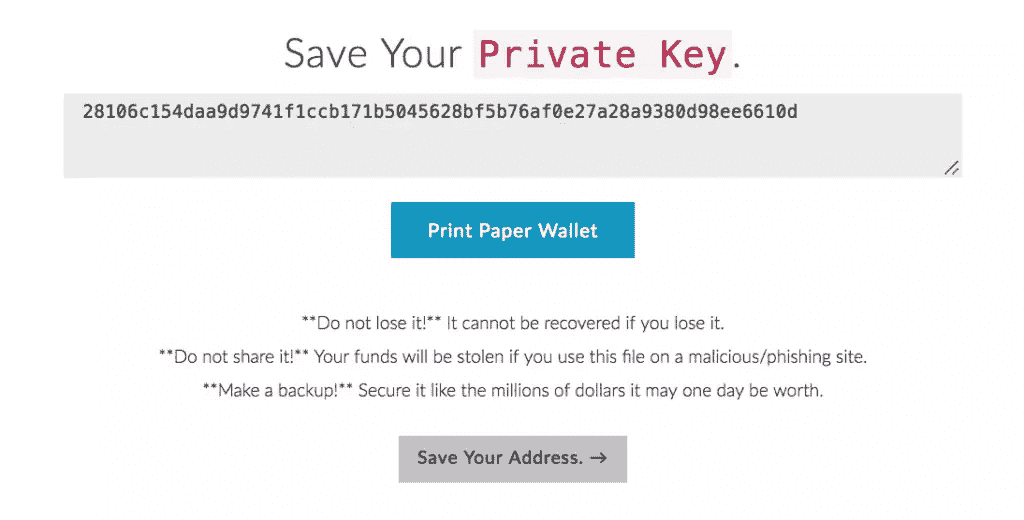 Save Your Private Key.
28106c154daa9d9741f1ccb171b5045628bf5b76af0e27a28a9380d98ee6610d
Print Paper Wallet
**Do not lose it!** It cannot be recovered if you lose it.
**Do not share it!** Your funds will be stolen if you use this file on a malicious/phishing site.
**Make a backup!** Secure it like the millions of dollars it may one day be worth.
Save Your Address. →